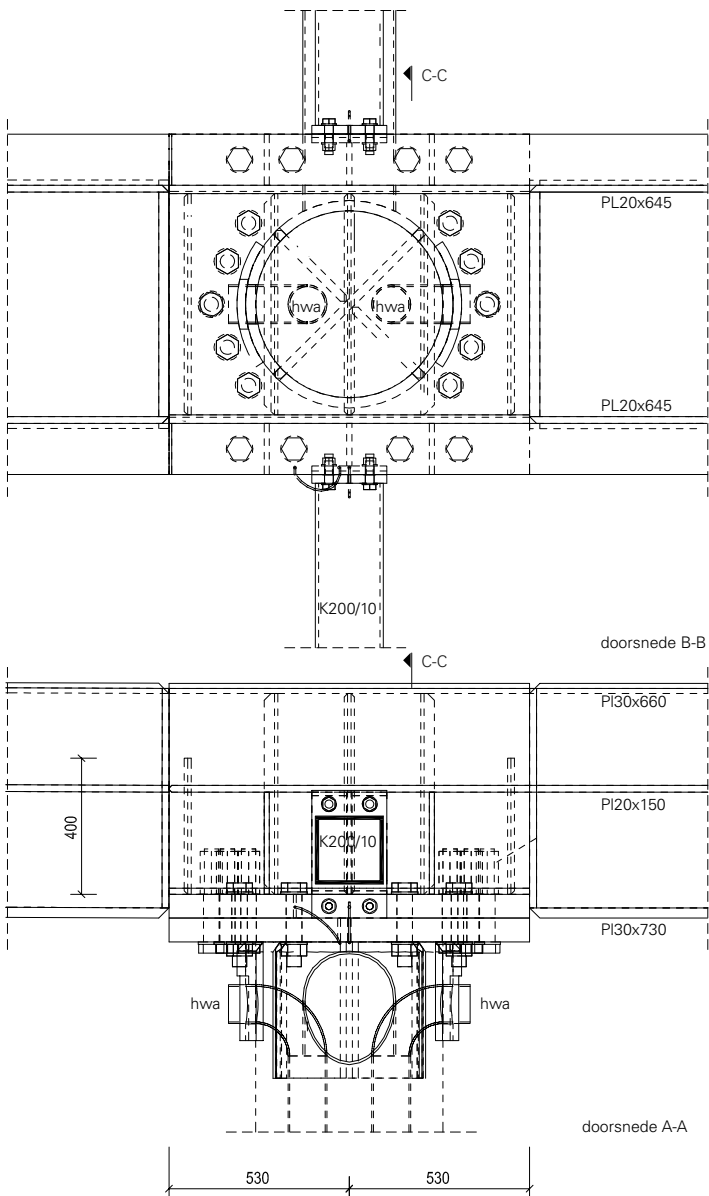 C-C
PL20x645
hwa hwa
PL20x645
K200/10
doorsnede B-B
C-C
Pl30x660
Pl20x150
400
K200/10
Pl30x730
hwa hwa
doorsnede A-A
530 530